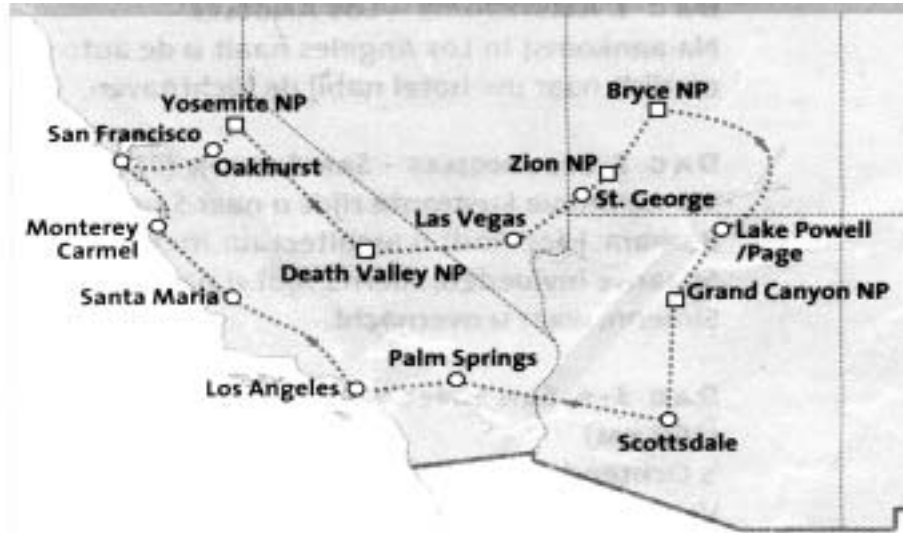 Bryce NP
Yosemite NP
San Francisco
Oakhurst
Zion NP
St. George
Las Vegas
Monterey
Carmel
Lake Powell
/Page
Death Valley NP
Santa Maria
Grand Canyon NP
Palm Springs
Los Angeles
Scottsdale